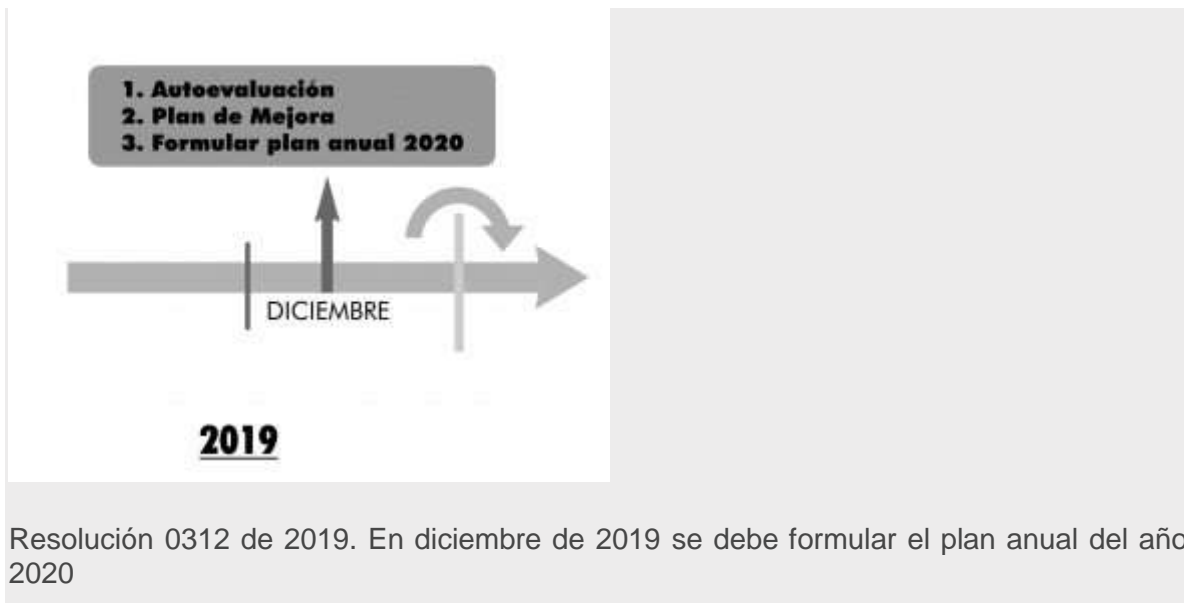 1. Autoevaluación
2. Plan de Mejora
3. Formular plan anual 2020
DICIEMBRE
2019
Resolución 0312 de 2019. En diciembre de 2019 se debe formular el plan anual del año
2020